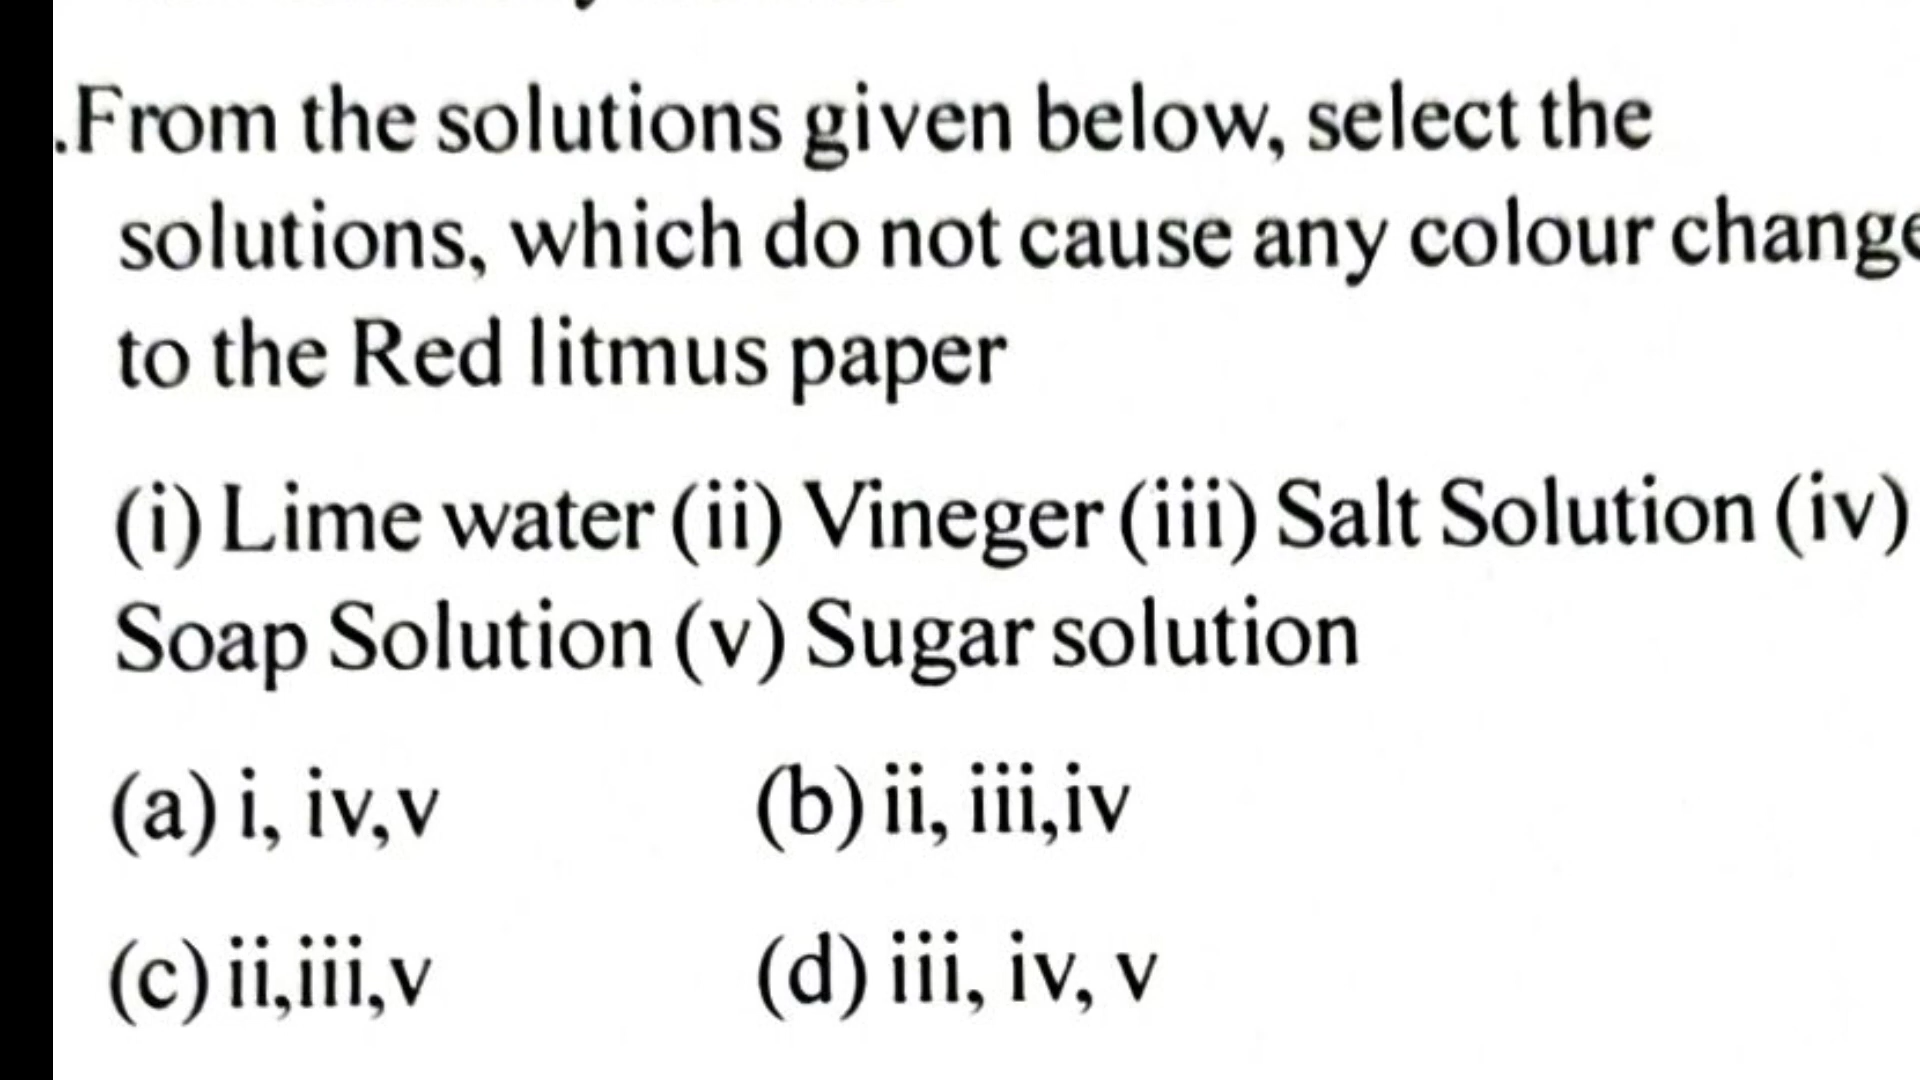 .From the solutions given below, select the
solutions, which do not cause any colour change
to the Red litmus paper
(i) Lime water (ii) Vineger (iii) Salt Solution (iv)
Soap Solution (v) Sugar solution
(a) i, iv,v (b) ii, iii,iv
(c) ii,iii,v (d) iii, iv, v